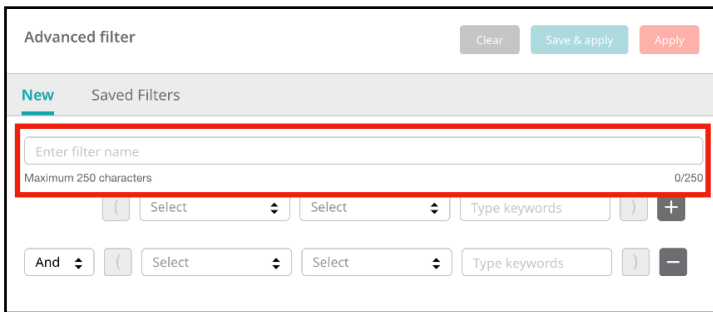 Advanced filter Clear Save & apply Apply
New Saved Filters
Enter filter name
Maximum 250 characters 0/250
( Select Select Type keywords ) +
And ( Select Select Type keywords ) −